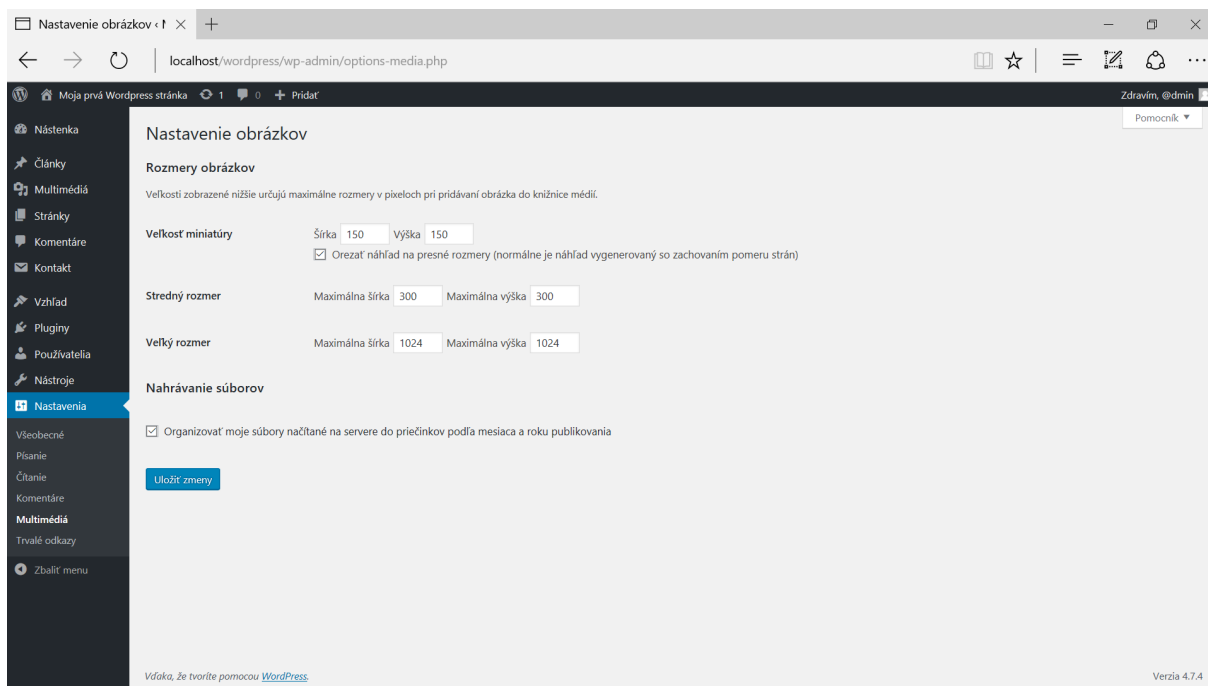 Nastavenie obrázkov ‹ M
localhost/wordpress/wp-admin/options-media.php
Moja prvá Wordpress stránka 1 0 Pridať Zdravím, @dmin
Pomocník
Nástenka
Články
Multimédiá
Stránky
Komentáre
Kontakt
Vzhľad
Pluginy
Používatelia
Nástroje
Nastavenia
Všeobecné
Písanie
Čítanie
Komentáre
Multimédiá
Trvalé odkazy
Zbaliť menu
Nastavenie obrázkov
Rozmery obrázkov
Veľkosti zobrazené nižšie určujú maximálne rozmery v pixeloch pri pridávaní obrázka do knižnice médií.
Veľkosť miniatúry Šírka 150 Výška 150
Orezať náhľad na presné rozmery (normálne je náhľad vygenerovaný so zachovaním pomeru strán)
Stredný rozmer Maximálna šírka 300 Maximálna výška 300
Veľký rozmer Maximálna šírka 1024 Maximálna výška 1024
Nahrávanie súborov
Organizovať moje súbory načítané na servere do priečinkov podľa mesiaca a roku publikovania
Uložiť zmeny
Vďaka, že tvoríte pomocou WordPress. Verzia 4.7.4